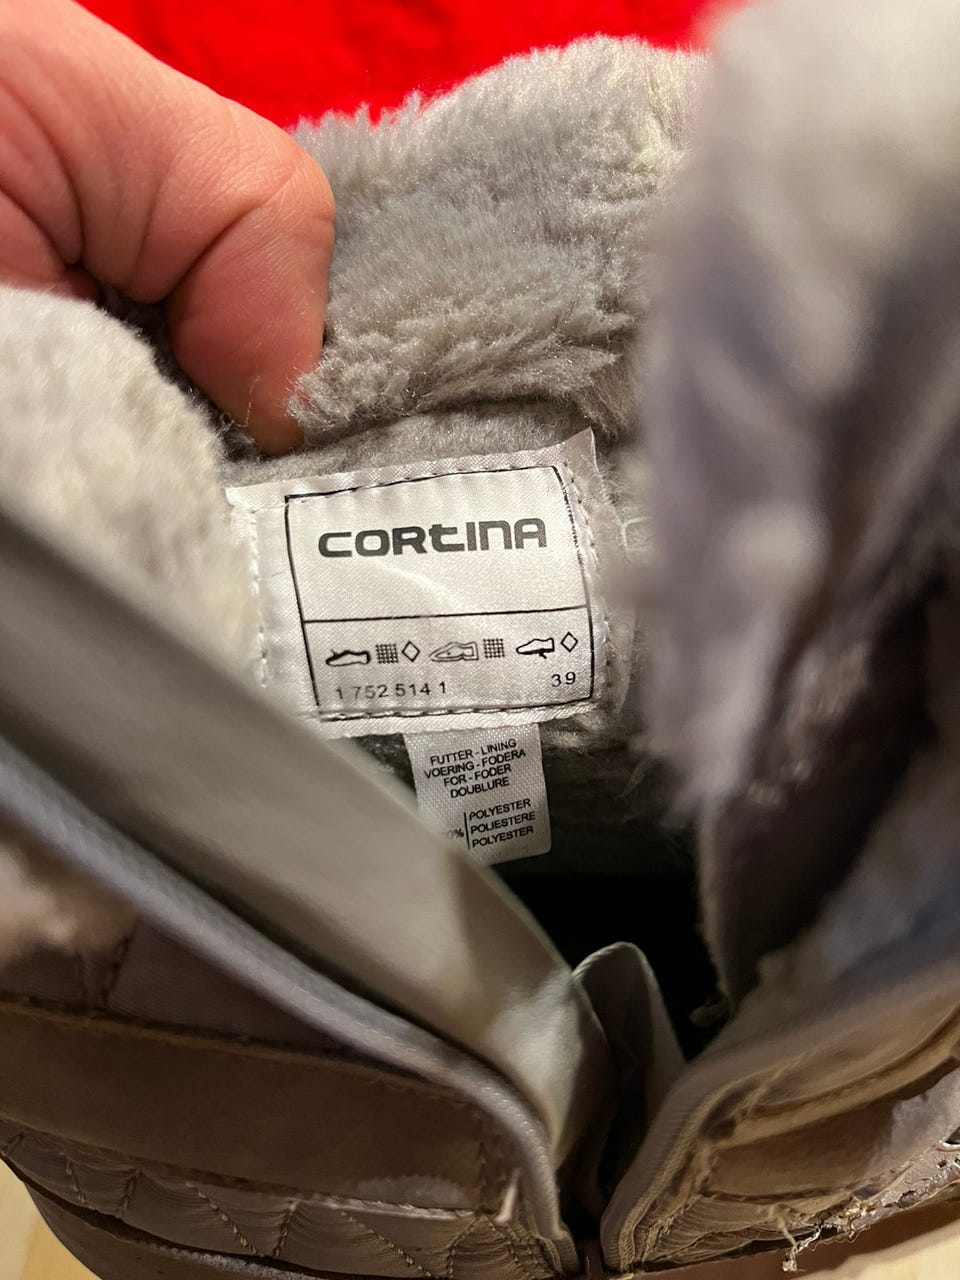 CORTINA
1 752 514 1 39
FUTTER - LINING
VOERING - FODERA
FOR - FODER
DOUBLURE
POLYESTER
POLIESTERE
POLYESTER